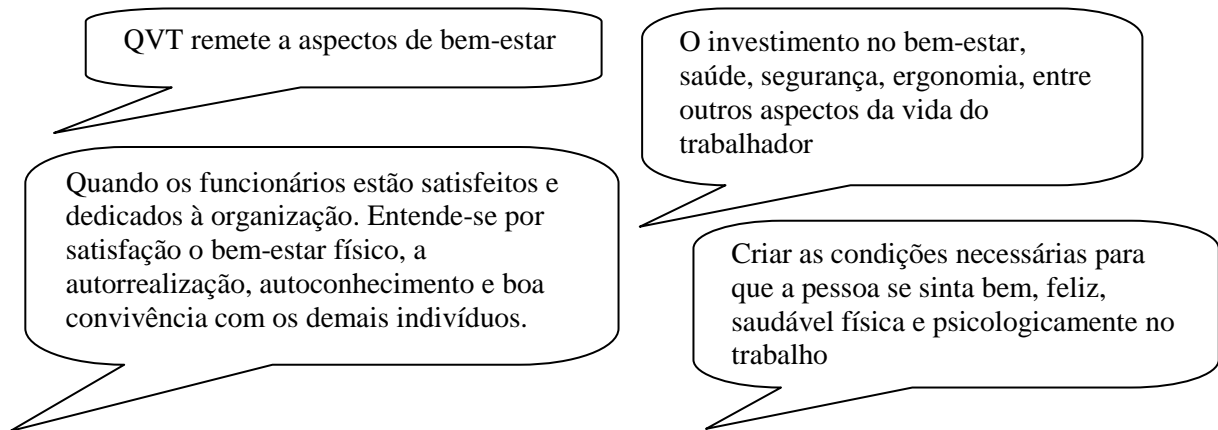 QVT remete a aspectos de bem-estar
O investimento no bem-estar,
saúde, segurança, ergonomia, entre
outros aspectos da vida do
trabalhador
Quando os funcionários estão satisfeitos e
dedicados à organização. Entende-se por
satisfação o bem-estar físico, a
autorrealização, autoconhecimento e boa
convivência com os demais indivíduos.
Criar as condições necessárias para
que a pessoa se sinta bem, feliz,
saudável física e psicologicamente no
trabalho